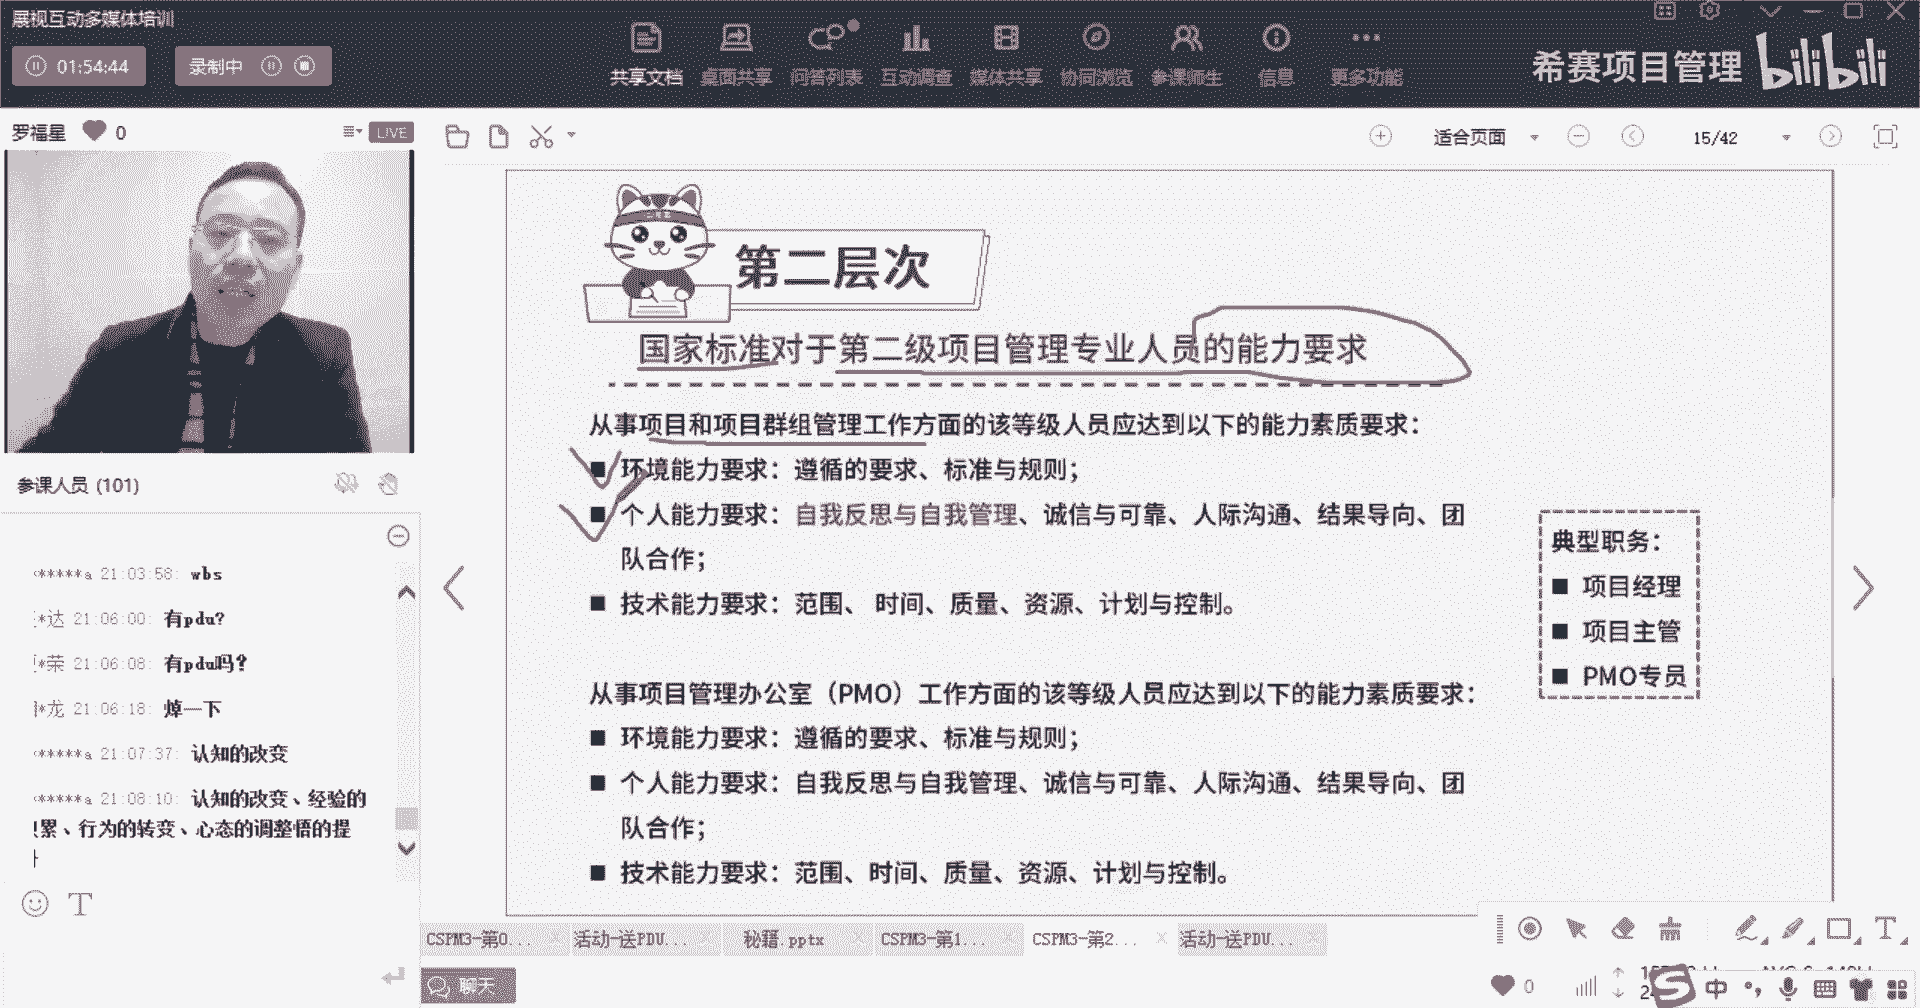 展视互动多媒体培训
01:54:44
录制中
共享文档 桌面共享 问答列表 互动调查 媒体共享 协同浏览 参课师生 信息 更多功能
希赛项目管理 bilibili
罗福星 0
LIVE
适合页面
15/42
第二层次
国家标准对于第二级项目管理专业人员的能力要求
从事项目和项目群组管理工作方面的该等级人员应达到以下的能力素质要求：
■ 环境能力要求：遵循的要求、标准与规则；
■ 个人能力要求：自我反思与自我管理、诚信与可靠、人际沟通、结果导向、团
队合作；
■ 技术能力要求：范围、 时间、质量、资源、计划与控制。
从事项目管理办公室（PMO）工作方面的该等级人员应达到以下的能力素质要求：
■ 环境能力要求：遵循的要求、标准与规则；
■ 个人能力要求：自我反思与自我管理、诚信与可靠、人际沟通、结果导向、团
队合作；
■ 技术能力要求：范围、时间、质量、资源、计划与控制。
典型职务：
■ 项目经理
■ 项目主管
■ PMO专员
参课人员 (101)
*****a 21:03:58: wbs
*达 21:06:00: 有pdu?
*荣 21:06:08: 有pdu吗?
*龙 21:06:18: 焯一下
*****a 21:07:37: 认知的改变
*****a 21:08:10: 认知的改变、经验的
累、行为的转变、心态的调整悟的提
CSPM3-第0... 活动-送PDU... 秘籍.pptx CSPM3-第1... CSPM3-第2... 活动-送PDU...
聊天
0
中